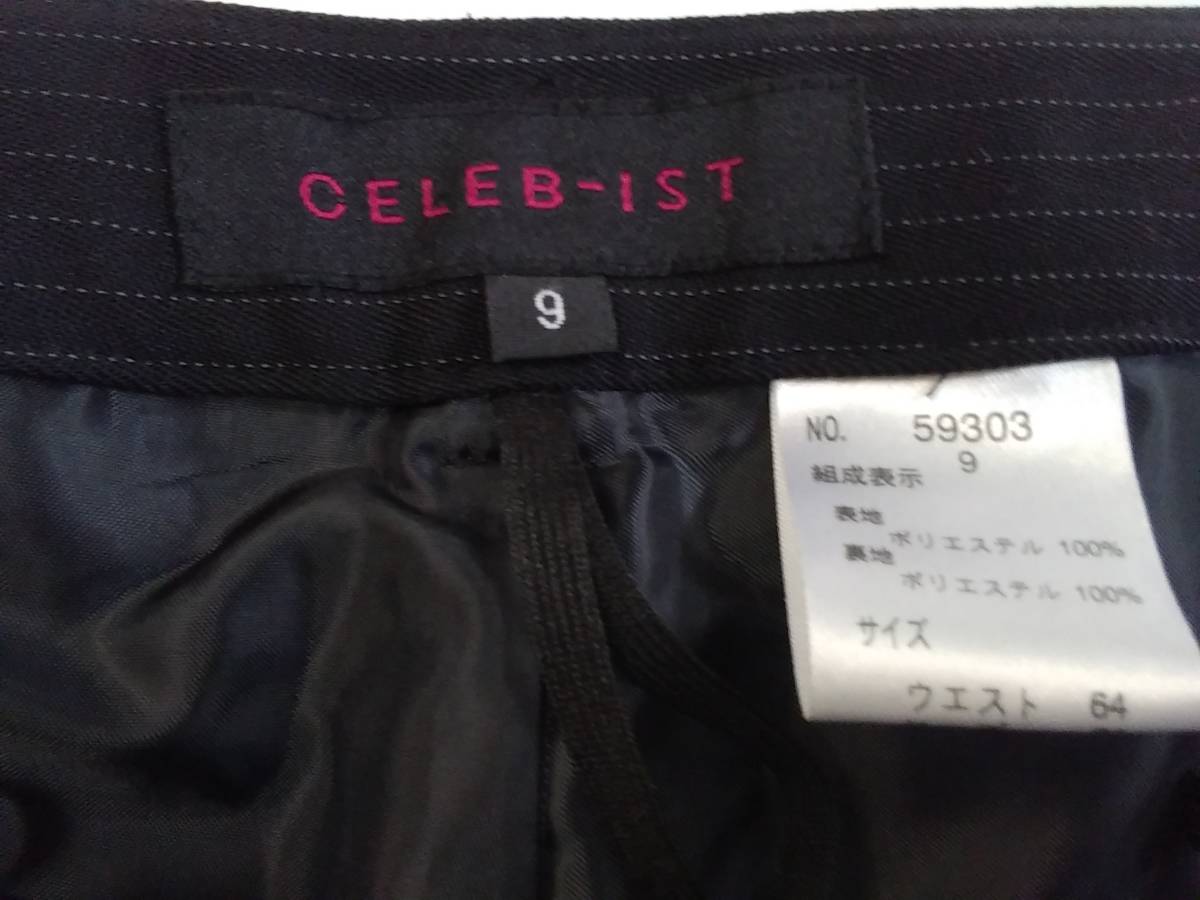 CELEB-IST
9
NO. 59303
9
組成表示
表地
ポリエステル 100%
裏地
ポリエステル 100%
サイズ
ウエスト 64